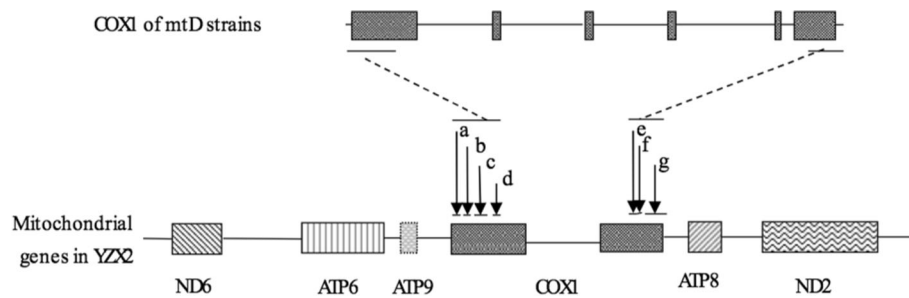 COX1 of mtD strains
a
b
c
d
e
f
g
Mitochondrial
genes in YZX2
ND6
ATP6
ATP9
COX1
ATP8
ND2